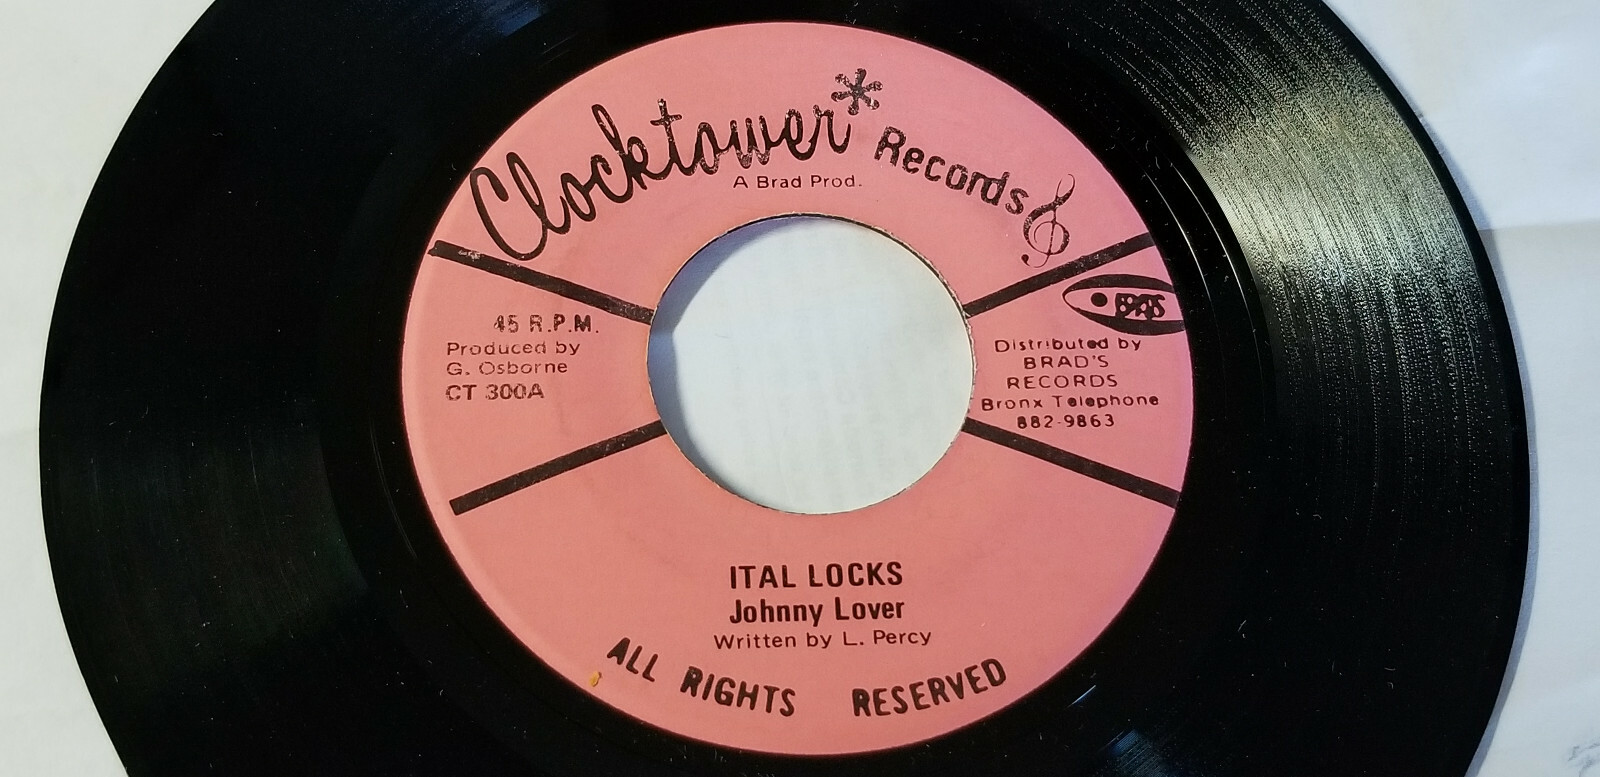 Clocktower* Records
A Brad Prod.
45 R.P.M.
Produced by
G. Osborne
CT 300A
BRADS
Distributed by
BRAD'S
RECORDS
Bronx Telephone
882-9863
ITAL LOCKS
Johnny Lover
Written by L. Percy
ALL RIGHTS RESERVED